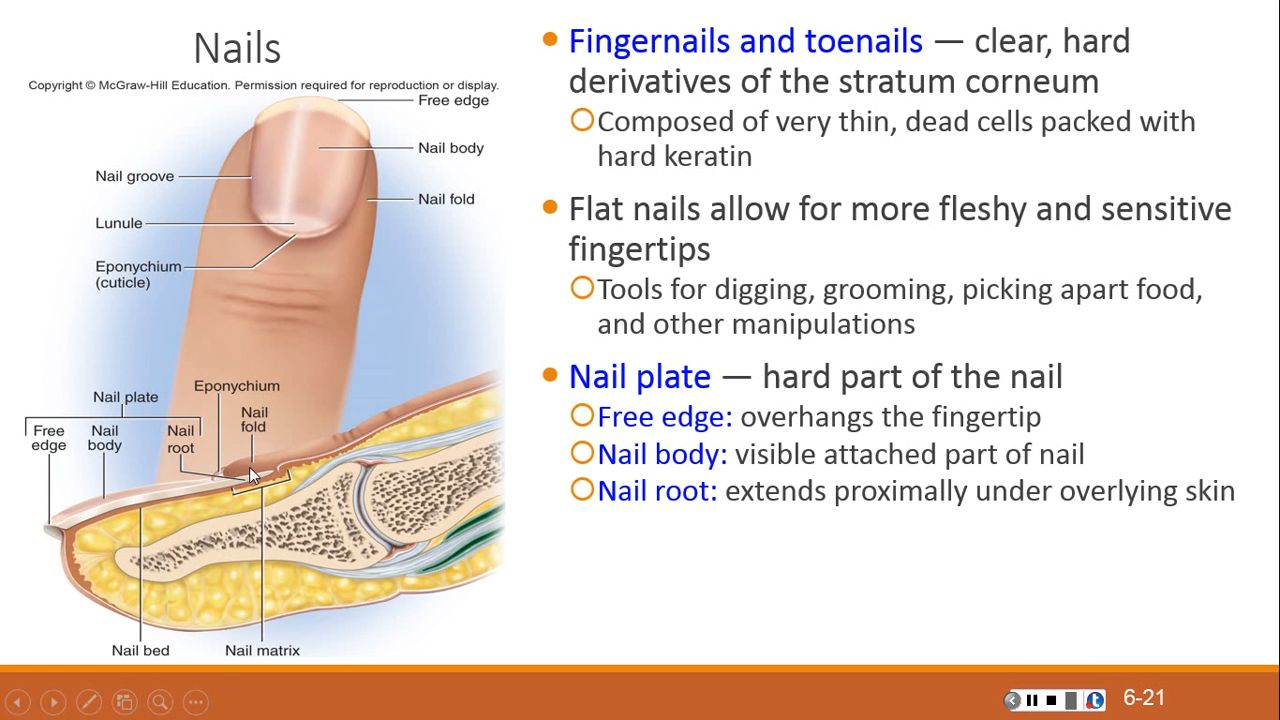 Nails
Copyright © McGraw-Hill Education. Permission required for reproduction or display.
Free edge
Nail body
Nail groove
Nail fold
Lunule
Eponychium
(cuticle)
Eponychium
Nail plate
Nail
fold
Free
edge
Nail
body
Nail
root
Nail bed
Nail matrix
• Fingernails and toenails — clear, hard
derivatives of the stratum corneum
Composed of very thin, dead cells packed with
hard keratin
• Flat nails allow for more fleshy and sensitive
fingertips
Tools for digging, grooming, picking apart food,
and other manipulations
• Nail plate — hard part of the nail
Free edge: overhangs the fingertip
Nail body: visible attached part of nail
Nail root: extends proximally under overlying skin
6-21